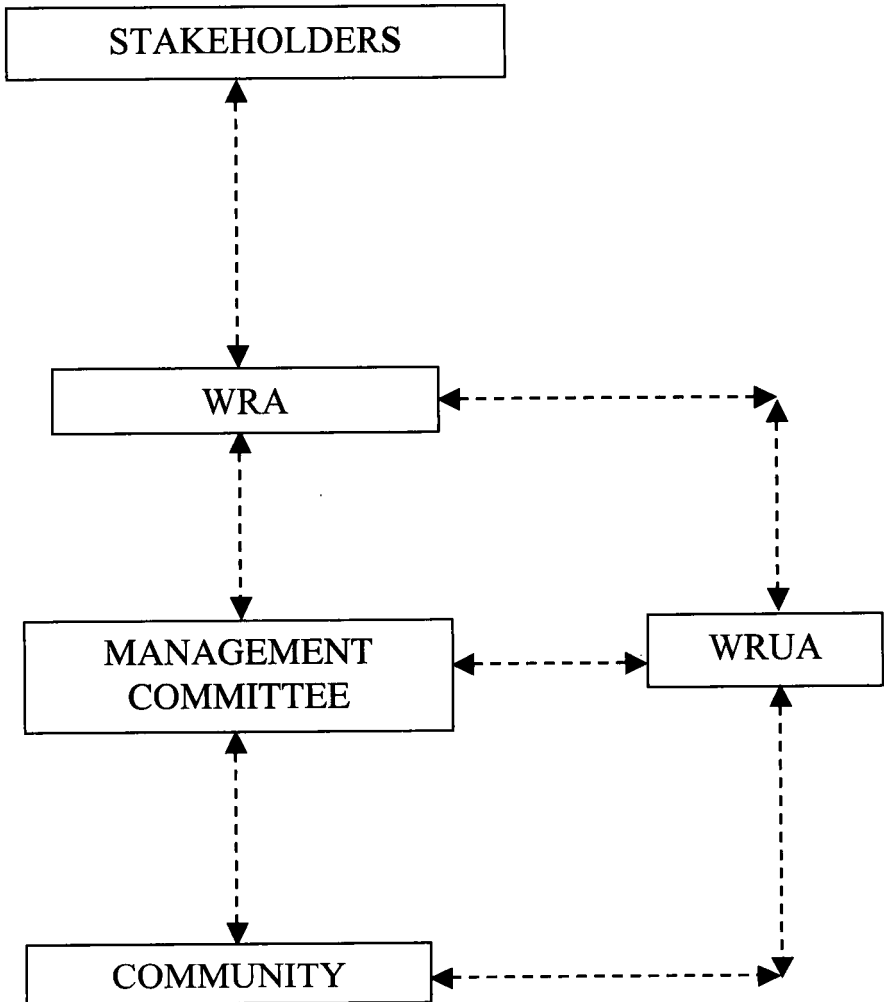 STAKEHOLDERS
WRA
MANAGEMENT
COMMITTEE
WRUA
COMMUNITY